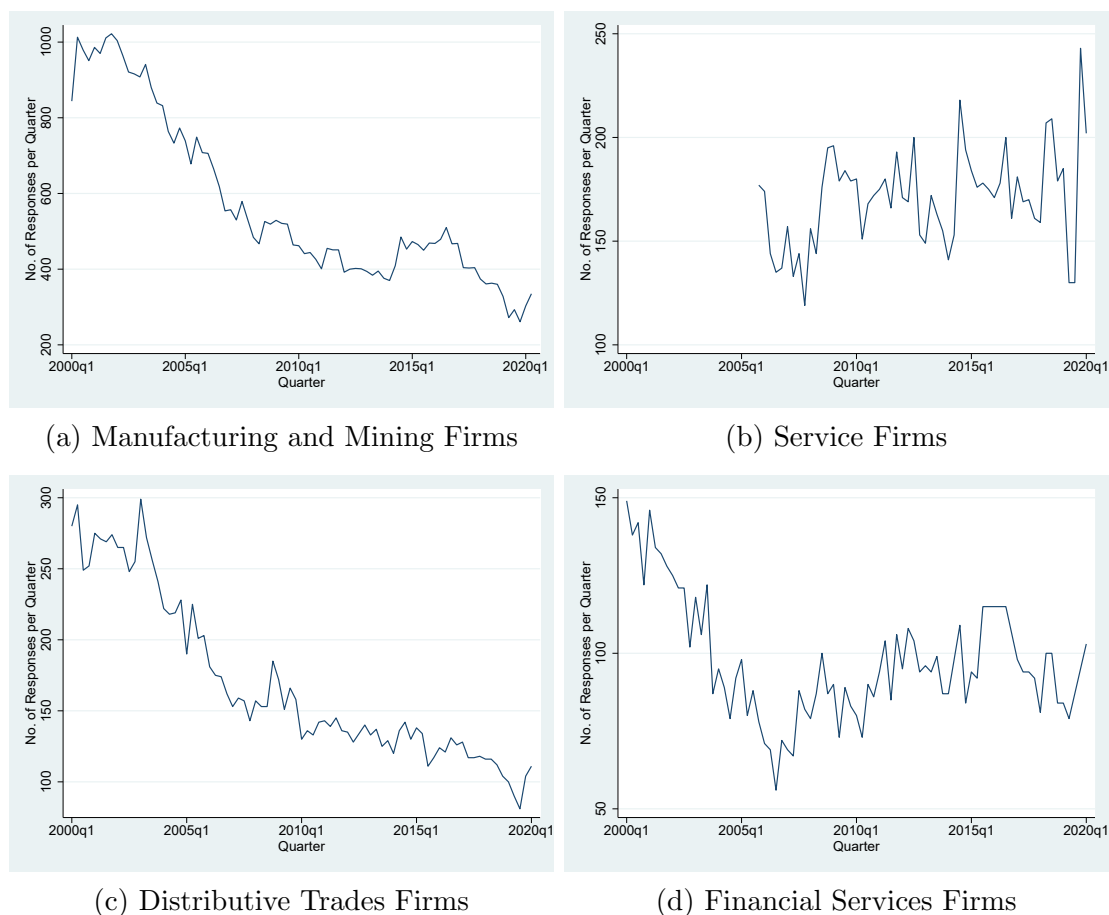 No. of Responses per Quarter
1000
800
600
400
200
2000q1 2005q1 2010q1 2015q1 2020q1
Quarter
(a) Manufacturing and Mining Firms
No. of Responses per Quarter
250
200
150
100
2000q1 2005q1 2010q1 2015q1 2020q1
Quarter
(b) Service Firms
No. of Responses per Quarter
300
250
200
150
100
2000q1 2005q1 2010q1 2015q1 2020q1
Quarter
(c) Distributive Trades Firms
No. of Responses per Quarter
150
100
50
2000q1 2005q1 2010q1 2015q1 2020q1
Quarter
(d) Financial Services Firms